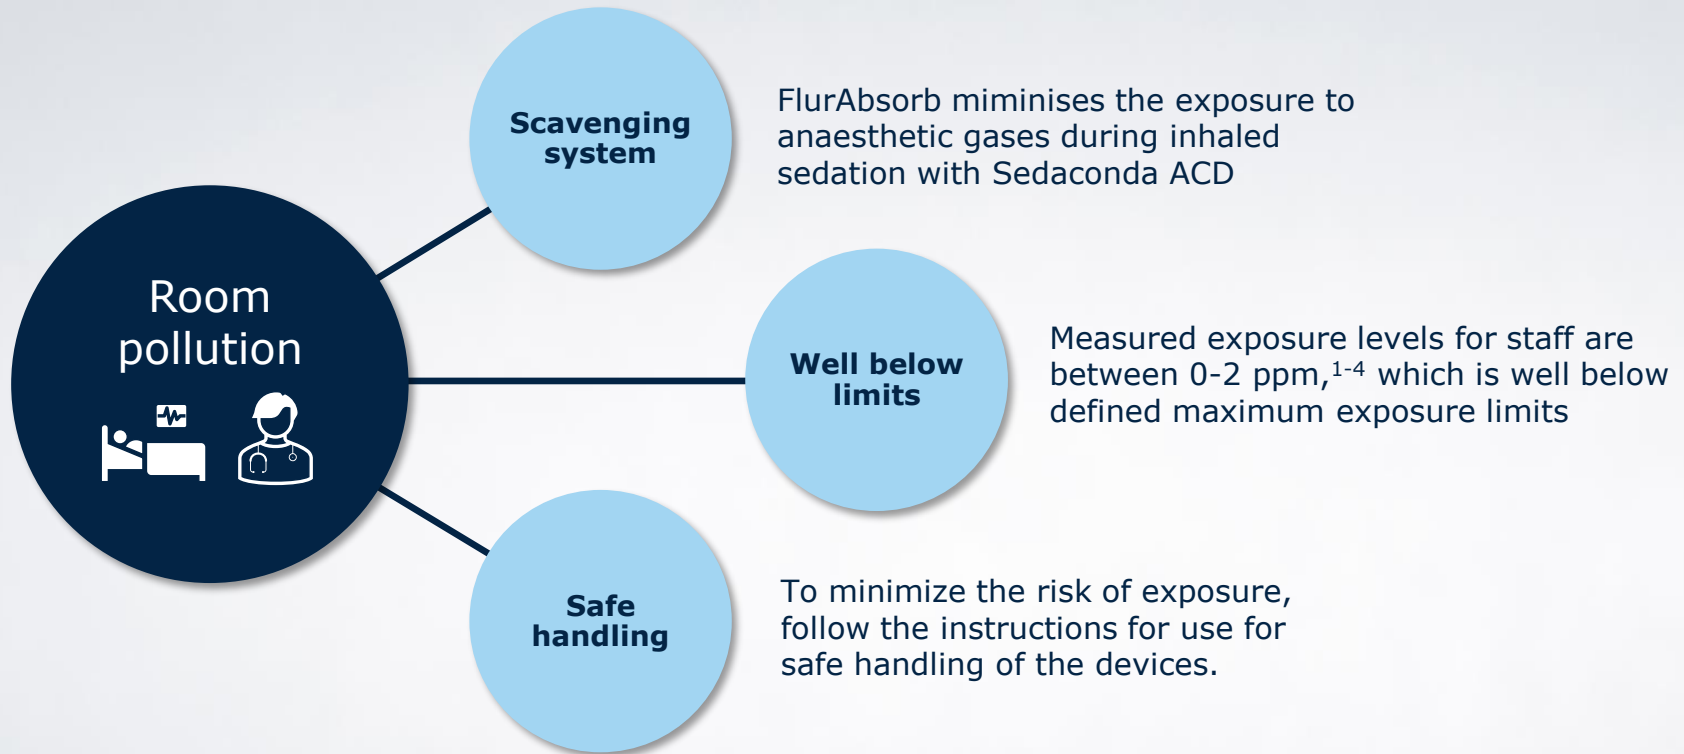 Scavenging
system
FlurAbsorb miminises the exposure to
anaesthetic gases during inhaled
sedation with Sedaconda ACD
Room
pollution
Well below
limits
Measured exposure levels for staff are
between 0-2 ppm,¹⁻⁴ which is well below
defined maximum exposure limits
Safe
handling
To minimize the risk of exposure,
follow the instructions for use for
safe handling of the devices.